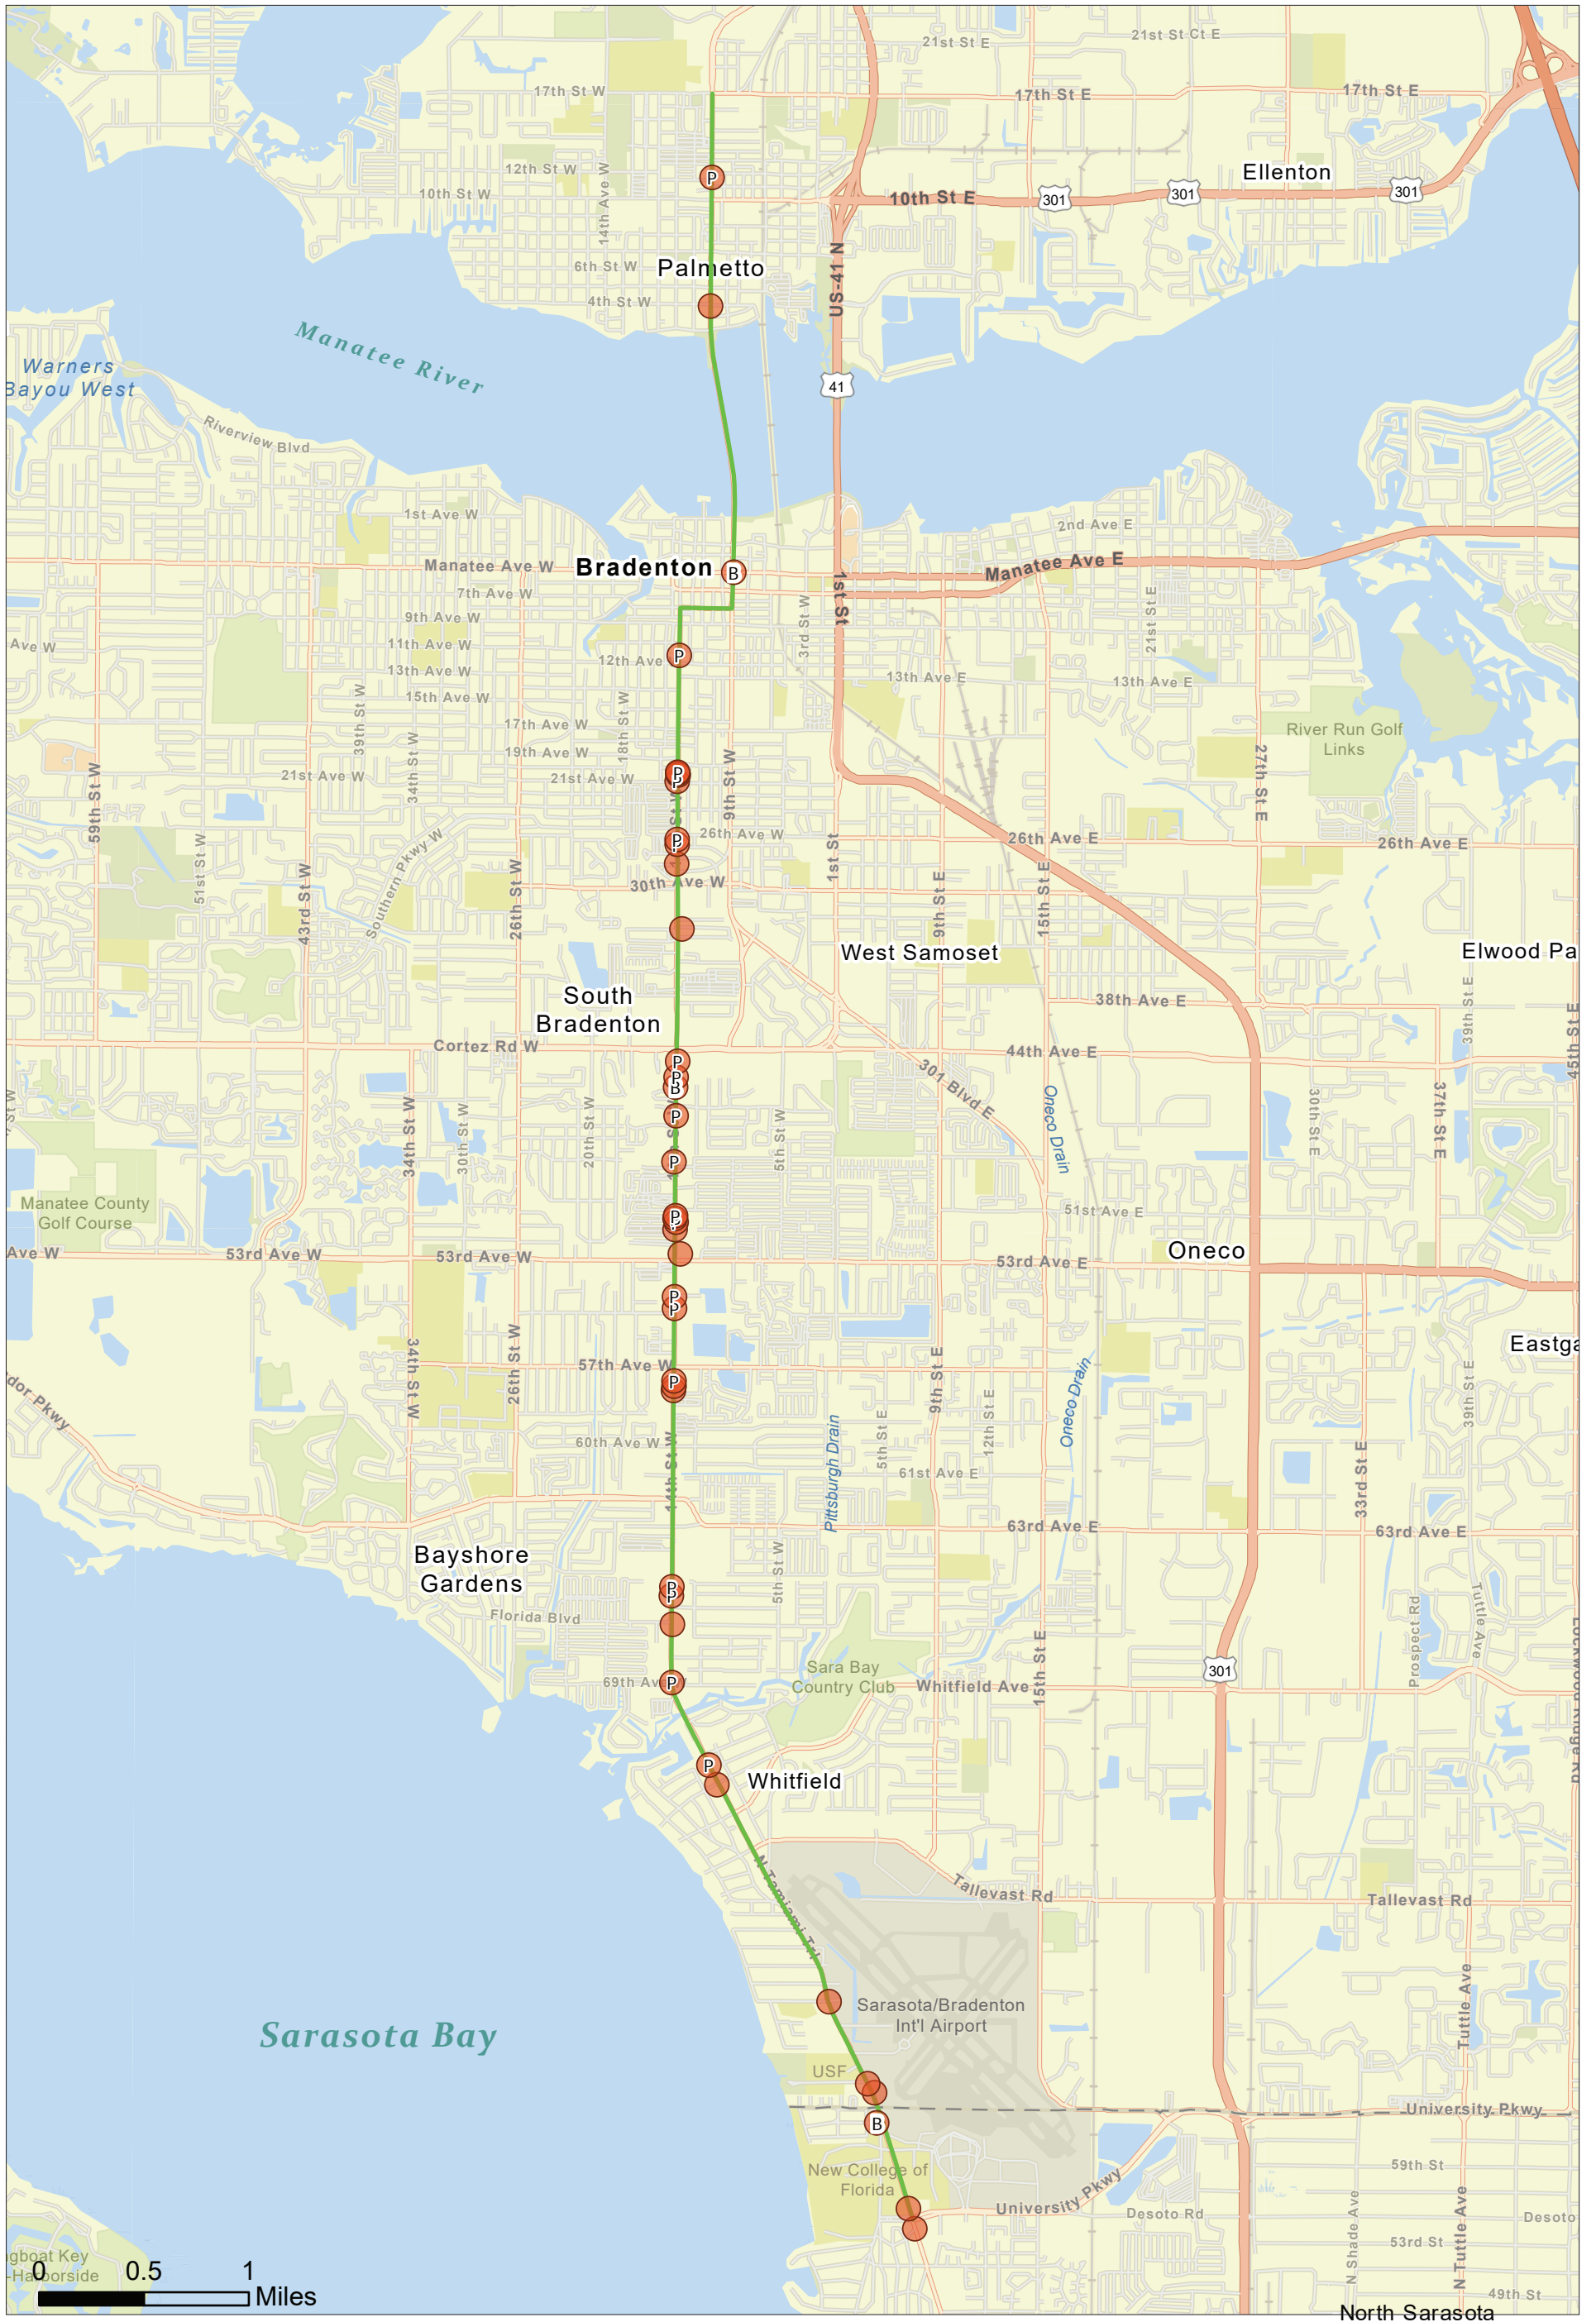 21st St E
21st St Ct E
17th St W
17th St E
17th St E
12th St W
14th Ave W
10th St W
Ellenton
10th St E
301
301
301
P
6th St W
Palmetto
4th St W
US-41 N
Manatee River
Warners
Bayou West
41
Riverview Blvd
1st Ave W
2nd Ave E
Manatee Ave W
Bradenton
B
Manatee Ave E
1st St
7th Ave W
9th Ave W
3rd St W
21st St E
Ave W
11th Ave W
12th Ave
P
13th Ave W
13th Ave E
13th Ave E
15th Ave W
39th St W
34th St W
18th St W
17th Ave W
19th Ave W
River Run Golf
Links
21st Ave W
21st Ave W
P
P
59th St W
9th St W
27th St E
26th Ave W
P
26th Ave E
26th Ave E
51st St W
43rd St W
Southern Pkwy W
26th St W
30th Ave W
1st St
9th St E
15th St E
West Samoset
Elwood Pa
South
Bradenton
38th Ave E
39th St E
45th St E
Cortez Rd W
44th Ave E
P
P
B
P
P
301 Blvd E
Oneco Drain
34th St W
30th St W
20th St W
5th St W
30th St E
37th St E
Manatee County
Golf Course
P
51st Ave E
Ave W
53rd Ave W
53rd Ave W
53rd Ave E
Oneco
P
P
34th St W
26th St W
57th Ave W
P
Eastga
dor Pkwy
9th St E
Oneco Drain
39th St E
60th Ave W
14th St W
Pittsburgh Drain
5th St E
12th St E
61st Ave E
33rd St E
63rd Ave E
63rd Ave E
Bayshore
Gardens
P
P
5th St W
Florida Blvd
Prospect Rd
Tuttle Ave
Lockwood Ridge Rd
69th Av
P
Sara Bay
Country Club
Whitfield Ave
15th St E
301
P
Whitfield
N Tamiami Trl
Tallevast Rd
Tallevast Rd
Sarasota/Bradenton
Int'l Airport
Sarasota Bay
Tuttle Ave
USF
University Pkwy
B
New College of
Florida
59th St
University Pkwy
Desoto Rd
Desoto
N Shade Ave
N Tuttle Ave
53rd St
49th St
gboat Key
-Harborside
0 0.5 1
Miles
North Sarasota